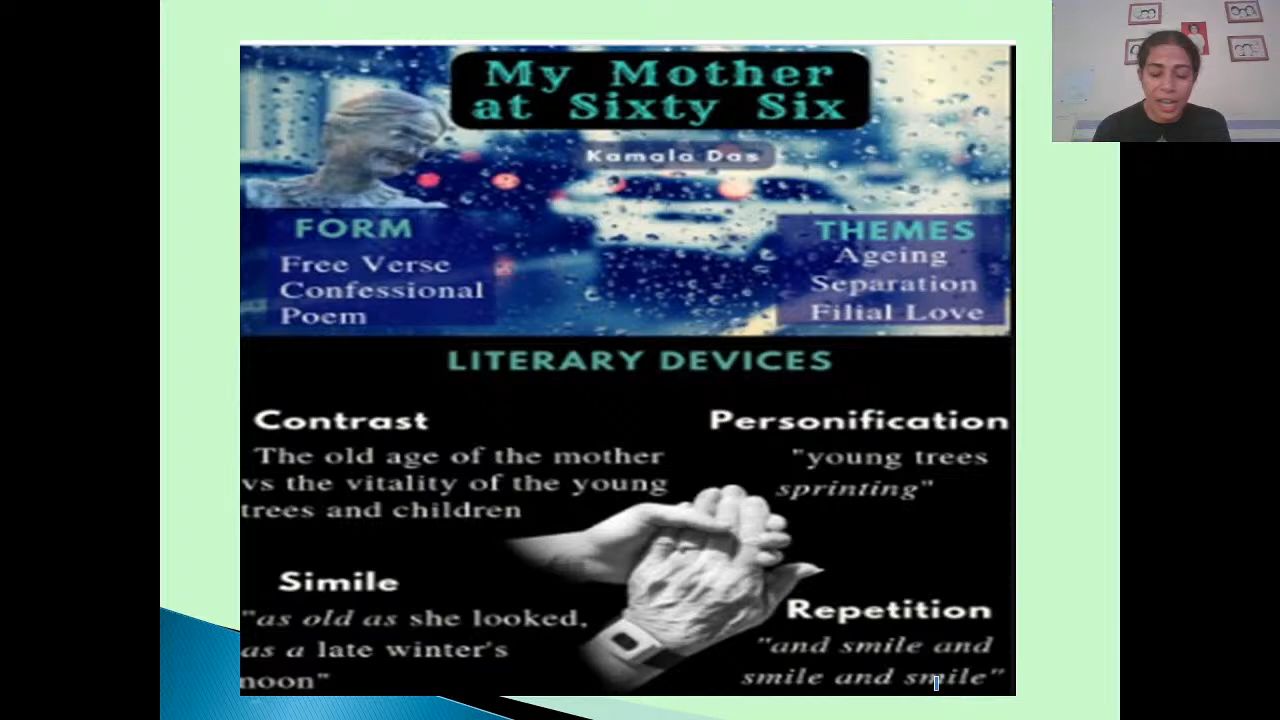 My Mother
at Sixty Six
Kamala Das
FORM
Free Verse
Confessional
Poem
THEMES
Ageing
Separation
Filial Love
LITERARY DEVICES
Contrast
The old age of the mother
vs the vitality of the young
trees and children
Personification
"young trees
sprinting"
Simile
"as old as she looked,
as a late winter's
noon"
Repetition
"and smile and
smile and smile"